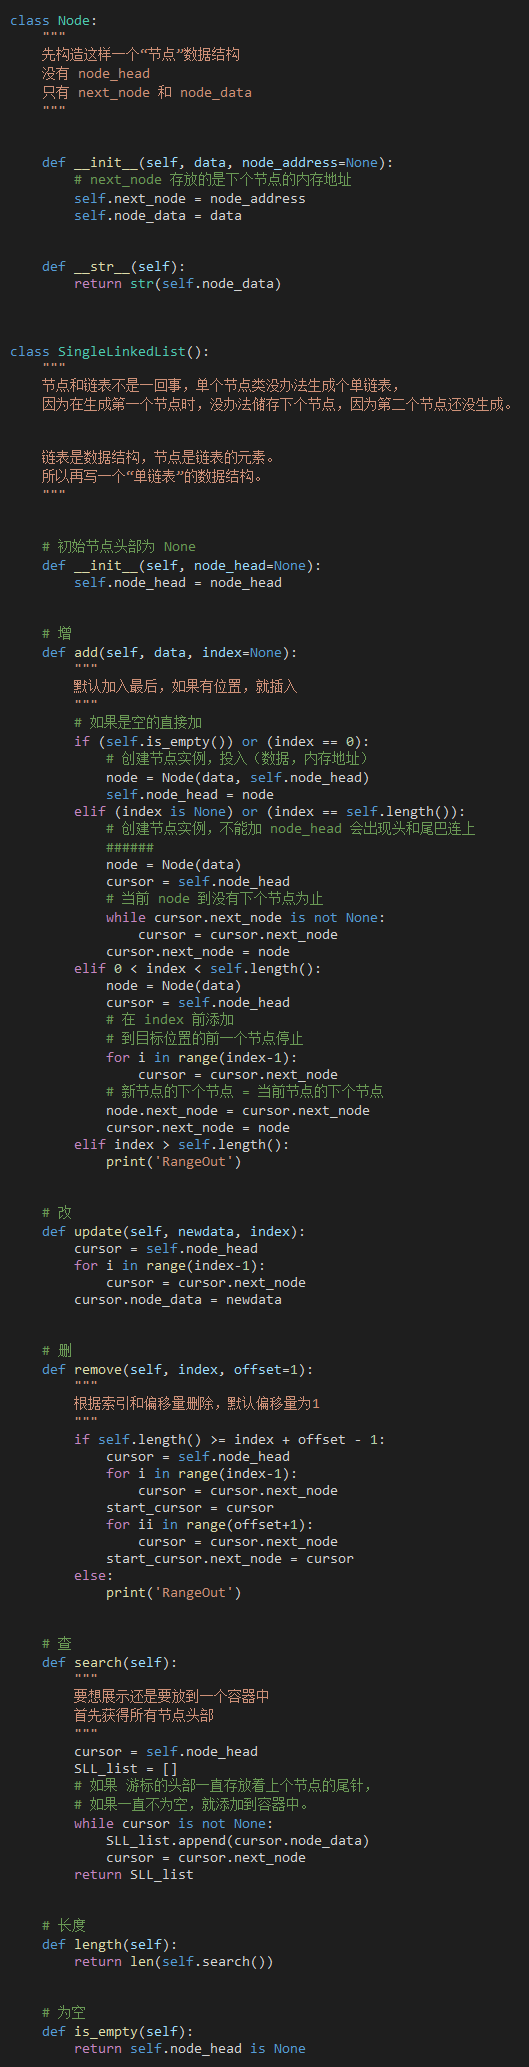 class Node:
    """
    先构造这样一个“节点”数据结构
    没有 node_head
    只有 next_node 和 node_data
    """
    def __init__(self, data, node_address=None):
        # next_node 存放的是下个节点的内存地址
        self.next_node = node_address
        self.node_data = data
    def __str__(self):
        return str(self.node_data)
class SingleLinkedList():
    """
    节点和链表不是一回事，单个节点类没办法生成个单链表，
    因为在生成第一个节点时，没办法储存下个节点，因为第二个节点还没生成。
    链表是数据结构，节点是链表的元素。
    所以再写一个“单链表”的数据结构。
    """
    # 初始节点头部为 None
    def __init__(self, node_head=None):
        self.node_head = node_head
    # 增
    def add(self, data, index=None):
        """
        默认加入最后，如果有位置，就插入
        """
        # 如果是空的直接加
        if (self.is_empty()) or (index == 0):
            # 创建节点实例，投入（数据，内存地址）
            node = Node(data, self.node_head)
            self.node_head = node
        elif (index is None) or (index == self.length()):
            # 创建节点实例，不能加 node_head 会出现头和尾巴连上
            ######
            node = Node(data)
            cursor = self.node_head
            # 当前 node 到没有下个节点为止
            while cursor.next_node is not None:
                cursor = cursor.next_node
            cursor.next_node = node
        elif 0 < index < self.length():
            node = Node(data)
            cursor = self.node_head
            # 在 index 前添加
            # 到目标位置的前一个节点停止
            for i in range(index-1):
                cursor = cursor.next_node
            # 新节点的下个节点 = 当前节点的下个节点
            node.next_node = cursor.next_node
            cursor.next_node = node
        elif index > self.length():
            print('RangeOut')
    # 改
    def update(self, newdata, index):
        cursor = self.node_head
        for i in range(index-1):
            cursor = cursor.next_node
        cursor.node_data = newdata
    # 删
    def remove(self, index, offset=1):
        """
        根据索引和偏移量删除，默认偏移量为1
        """
        if self.length() >= index + offset - 1:
            cursor = self.node_head
            for i in range(index-1):
                cursor = cursor.next_node
            start_cursor = cursor
            for ii in range(offset+1):
                cursor = cursor.next_node
            start_cursor.next_node = cursor
        else:
            print('RangeOut')
    # 查
    def search(self):
        """
        要想展示还是要放到一个容器中
        首先获得所有节点头部
        """
        cursor = self.node_head
        SLL_list = []
        # 如果 游标的头部一直存放着上个节点的尾针，
        # 如果一直不为空，就添加到容器中。
        while cursor is not None:
            SLL_list.append(cursor.node_data)
            cursor = cursor.next_node
        return SLL_list
    # 长度
    def length(self):
        return len(self.search())
    # 为空
    def is_empty(self):
        return self.node_head is None